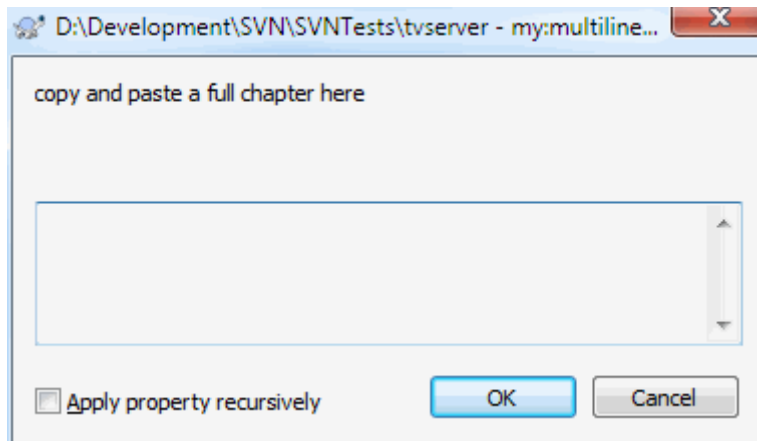 D:\Development\SVN\SVNTests\tvserver - my:multiline...
copy and paste a full chapter here
Apply property recursively
OK
Cancel